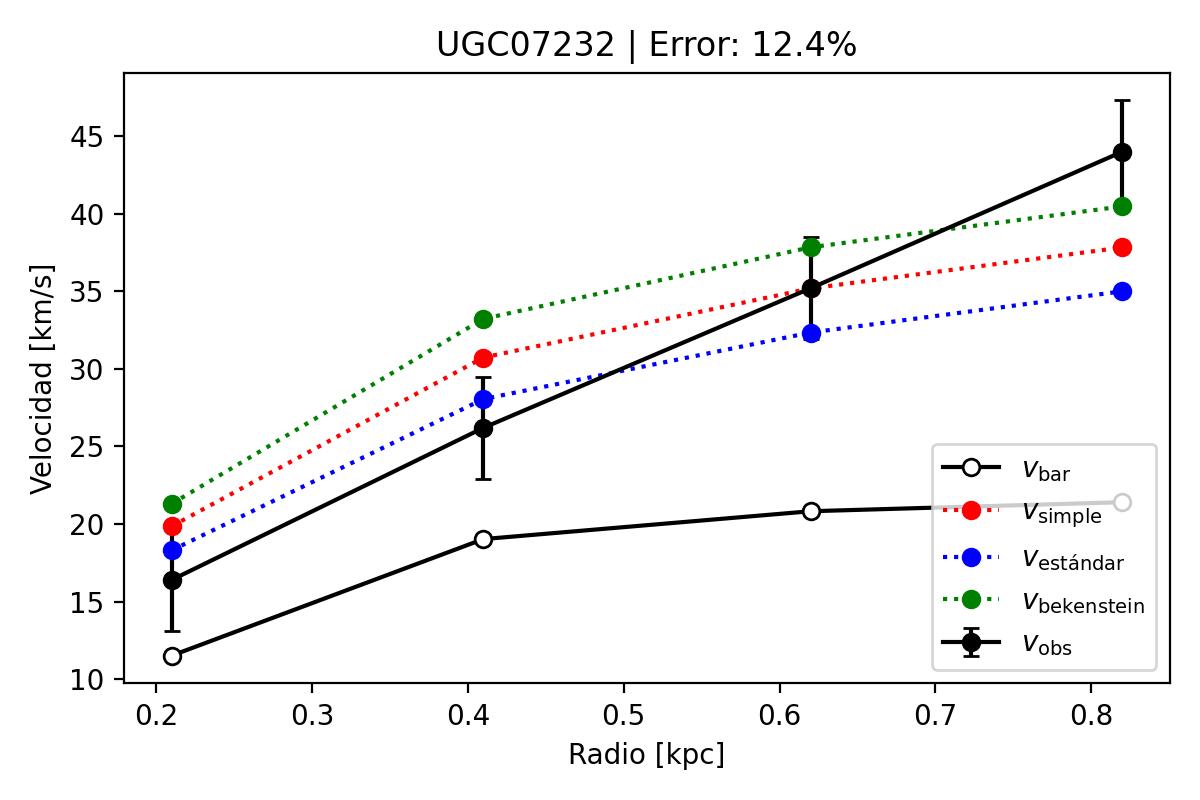 UGC07232 | Error: 12.4%
Velocidad [km/s]
45
40
35
30
25
20
15
10
v_bar
v_simple
v_estándar
v_bekenstein
v_obs
0.2 0.3 0.4 0.5 0.6 0.7 0.8
Radio [kpc]